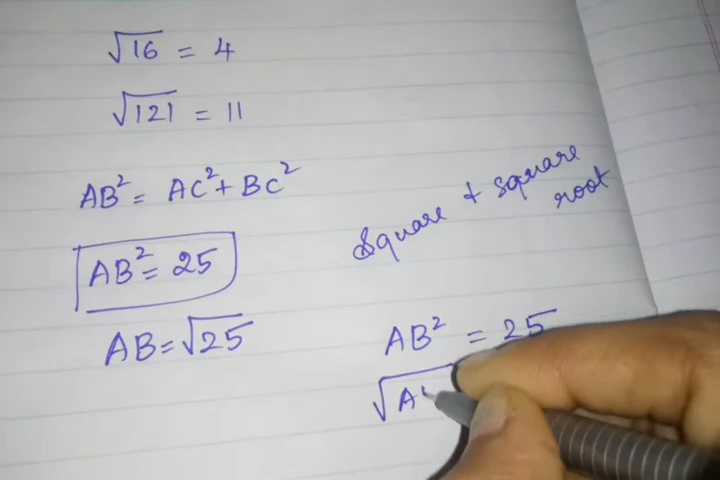 √16 = 4
√121 = 11
AB² = AC² + BC²
AB² = 25
AB = √25
Square + square
root
AB² = 25
√A